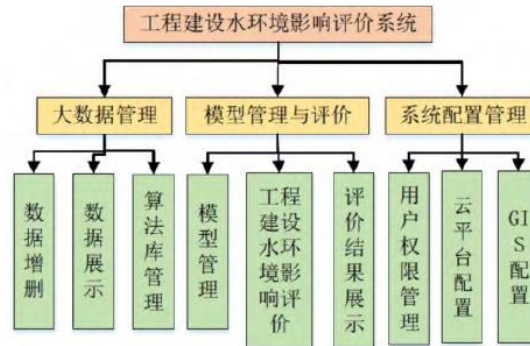 工程建设水环境影响评价系统
大数据管理
模型管理与评价
系统配置管理
数据增删
数据展示
算法库管理
模型管理
工程
建设
水环
境影
响评
价
评价结果展示
用户权限管理
云平台配置
GI
S配置